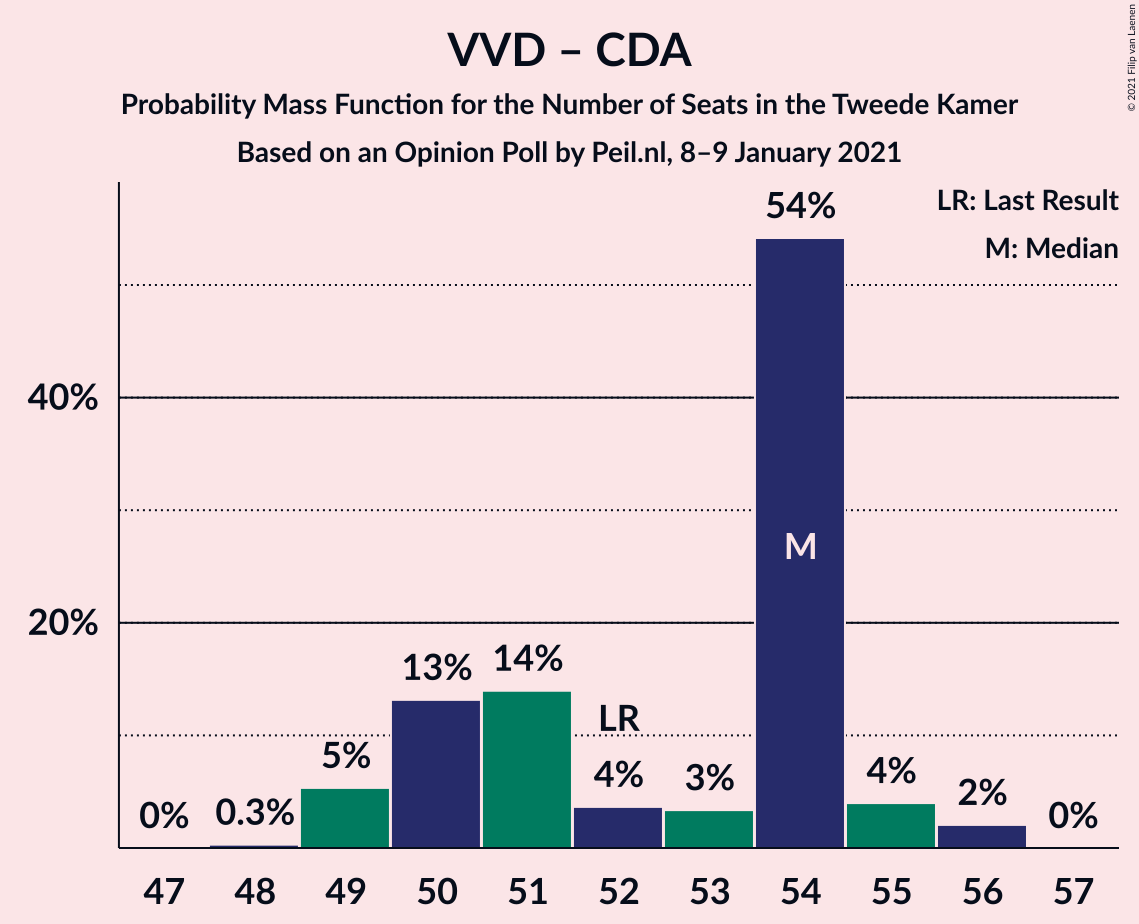 VVD – CDA
Probability Mass Function for the Number of Seats in the Tweede Kamer
Based on an Opinion Poll by Peil.nl, 8–9 January 2021
© 2021 Filip van Laenen
LR: Last Result
M: Median
40%
20%
0%
0.3%
5%
13%
14%
LR
4%
3%
54%
M
4%
2%
0%
47 48 49 50 51 52 53 54 55 56 57